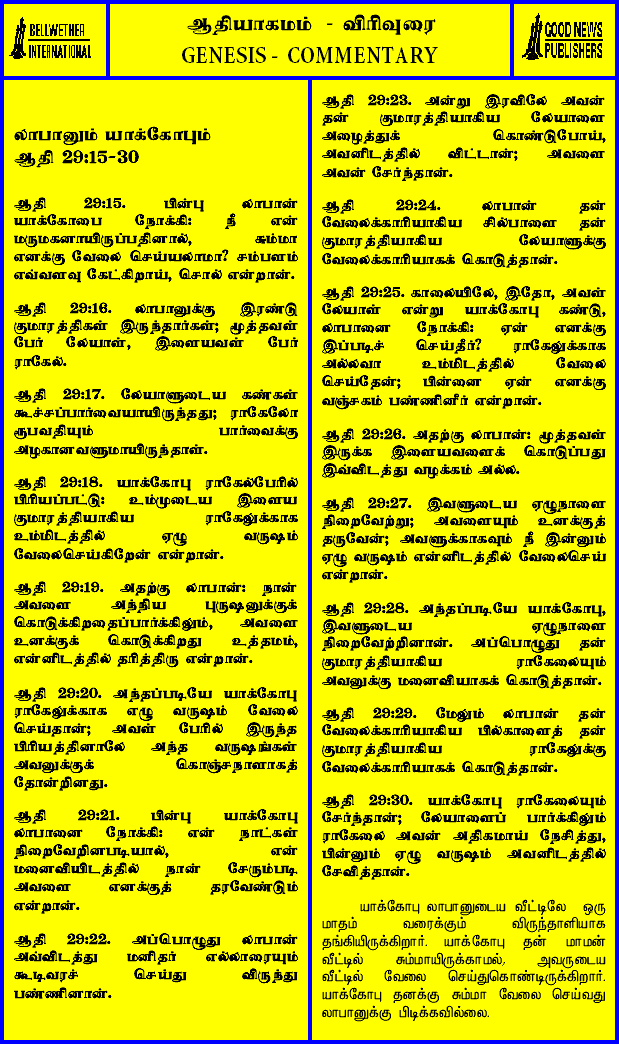 BELLWETHER
INTERNATIONAL
ஆதியாகமம் - விரிவுரை
GENESIS - COMMENTARY
GOOD NEWS
PUBLISHERS
லாபானும் யாக்கோபும்
ஆதி 29:15-30
ஆதி 29:15. பின்பு லாபான்
யாக்கோபை நோக்கி: நீ என்
மருமகனாயிருப்பதினால், சும்மா
எனக்கு வேலை செய்யலாமா? சம்பளம்
எவ்வளவு கேட்கிறாய், சொல் என்றான்.
ஆதி 29:16. லாபானுக்கு இரண்டு
குமாரத்திகள் இருந்தார்கள்; மூத்தவள்
பேர் லேயாள், இளையவள் பேர்
ராகேல்.
ஆதி 29:17. லேயாளுடைய கண்கள்
கூச்சப்பார்வையாயிருந்தது; ராகேலோ
ரூபவதியும் பார்வைக்கு
அழகானவளுமாயிருந்தாள்.
ஆதி 29:18. யாக்கோபு ராகேல்பேரில்
பிரியப்பட்டு: உம்முடைய இளைய
குமாரத்தியாகிய ராகேலுக்காக
உம்மிடத்தில் ஏழு வருஷம்
வேலைசெய்கிறேன் என்றான்.
ஆதி 29:19. அதற்கு லாபான்: நான்
அவளை அந்நிய புருஷனுக்குக்
கொடுக்கிறதைப்பார்க்கிலும், அவளை
உனக்குக் கொடுக்கிறது உத்தமம்,
என்னிடத்தில் தரித்திரு என்றான்.
ஆதி 29:20. அந்தப்படியே யாக்கோபு
ராகேலுக்காக எழு வருஷம் வேலை
செய்தான்; அவள் பேரில் இருந்த
பிரியத்தினாலே அந்த வருஷங்கள்
அவனுக்குக் கொஞ்சநாளாகத்
தோன்றினது.
ஆதி 29:21. பின்பு யாக்கோபு
லாபானை நோக்கி: என் நாட்கள்
நிறைவேறினபடியால், என்
மனைவியிடத்தில் நான் சேரும்படி
அவளை எனக்குத் தரவேண்டும்
என்றான்.
ஆதி 29:22. அப்பொழுது லாபான்
அவ்விடத்து மனிதர் எல்லாரையும்
கூடிவரச் செய்து விருந்து
பண்ணினான்.
ஆதி 29:23. அன்று இரவிலே அவன்
தன் குமாரத்தியாகிய லேயாளை
அழைத்துக் கொண்டுபோய்,
அவனிடத்தில் விட்டான்; அவளை
அவன் சேர்ந்தான்.
ஆதி 29:24. லாபான் தன்
வேலைக்காரியாகிய சில்பாளை தன்
குமாரத்தியாகிய லேயாளுக்கு
வேலைக்காரியாகக் கொடுத்தான்.
ஆதி 29:25. காலையிலே, இதோ, அவள்
லேயாள் என்று யாக்கோபு கண்டு,
லாபானை நோக்கி: ஏன் எனக்கு
இப்படிச் செய்தீர்? ராகேலுக்காக
அல்லவா உம்மிடத்தில் வேலை
செய்தேன்; பின்னை ஏன் எனக்கு
வஞ்சகம் பண்ணினீர் என்றான்.
ஆதி 29:26. அதற்கு லாபான்: மூத்தவள்
இருக்க இளையவளைக் கொடுப்பது
இவ்விடத்து வழக்கம் அல்ல.
ஆதி 29:27. இவளுடைய ஏழுநாளை
நிறைவேற்று; அவளையும் உனக்குத்
தருவேன்; அவளுக்காகவும் நீ இன்னும்
ஏழு வருஷம் என்னிடத்தில் வேலைசெய்
என்றான்.
ஆதி 29:28. அந்தப்படியே யாக்கோபு,
இவளுடைய ஏழுநாளை
நிறைவேற்றினான். அப்பொழுது தன்
குமாரத்தியாகிய ராகேலையும்
அவனுக்கு மனைவியாகக் கொடுத்தான்.
ஆதி 29:29. மேலும் லாபான் தன்
வேலைக்காரியாகிய பில்காளைத் தன்
குமாரத்தியாகிய ராகேலுக்கு
வேலைக்காரியாகக் கொடுத்தான்.
ஆதி 29:30. யாக்கோபு ராகேலையும்
சேர்ந்தான்; லேயாளைப் பார்க்கிலும்
ராகேலை அவன் அதிகமாய் நேசித்து,
பின்னும் ஏழு வருஷம் அவனிடத்தில்
சேவித்தான்.
யாக்கோபு லாபானுடைய வீட்டிலே ஒரு
மாதம் வரைக்கும் விருந்தாளியாக
தங்கியிருக்கிறார். யாக்கோபு தன் மாமன்
வீட்டில் சும்மாயிருக்காமல், அவருடைய
வீட்டில் வேலை செய்துகொண்டிருக்கிறார்.
யாக்கோபு தனக்கு சும்மா வேலை செய்வது
லாபானுக்கு பிடிக்கவில்லை.